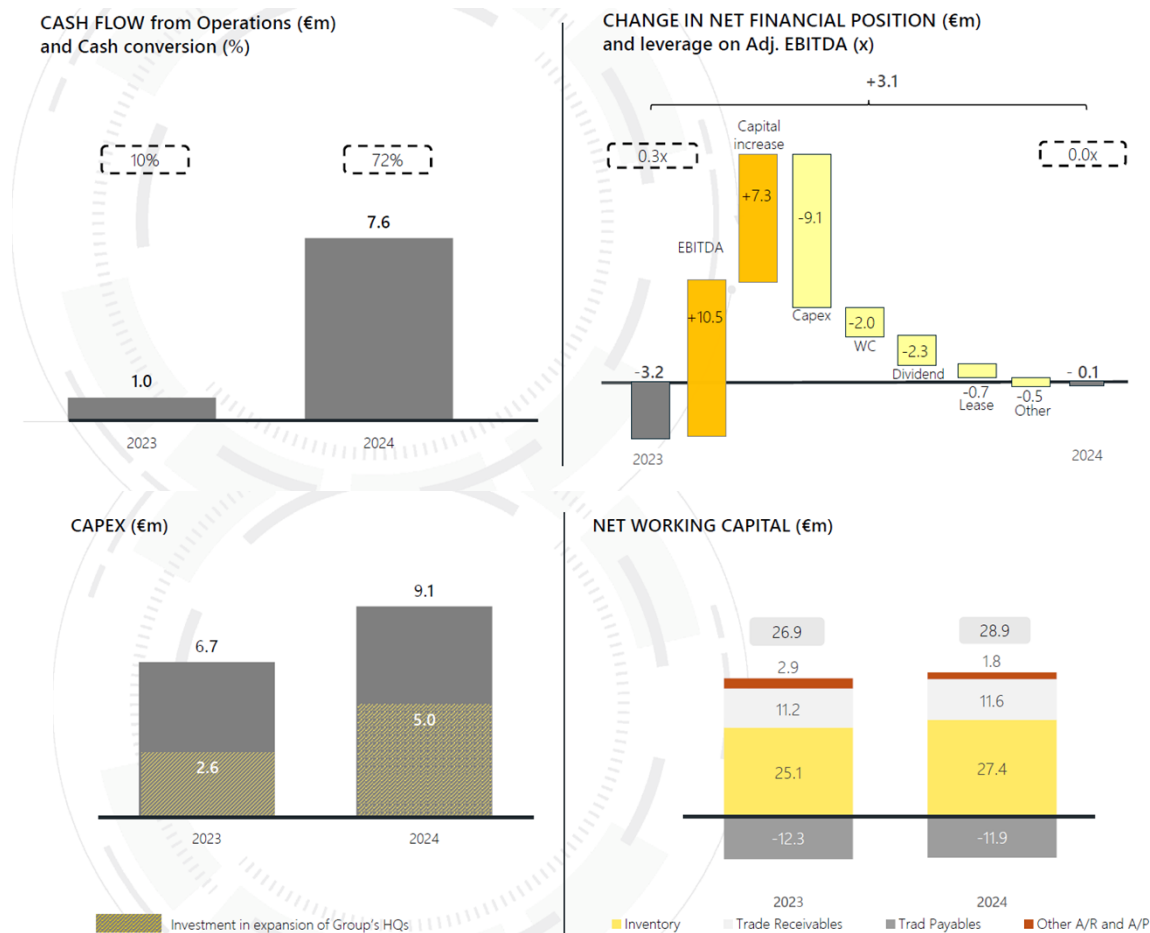 CASH FLOW from Operations (€m)
and Cash conversion (%)
10%
72%
7.6
1.0
2023
2024
CHANGE IN NET FINANCIAL POSITION (€m)
and leverage on Adj. EBITDA (x)
+3.1
0.3x
0.0x
Capital
increase
+7.3
-9.1
EBITDA
+10.5
Capex
-2.0
WC
-2.3
Dividend
-3.2
- 0.1
-0.7
Lease
-0.5
Other
2023
2024
CAPEX (€m)
6.7
9.1
2.6
5.0
2023
2024
Investment in expansion of Group's HQs
NET WORKING CAPITAL (€m)
26.9
28.9
2.9
1.8
11.2
11.6
25.1
27.4
-12.3
-11.9
2023
2024
Inventory
Trade Receivables
Trad Payables
Other A/R and A/P